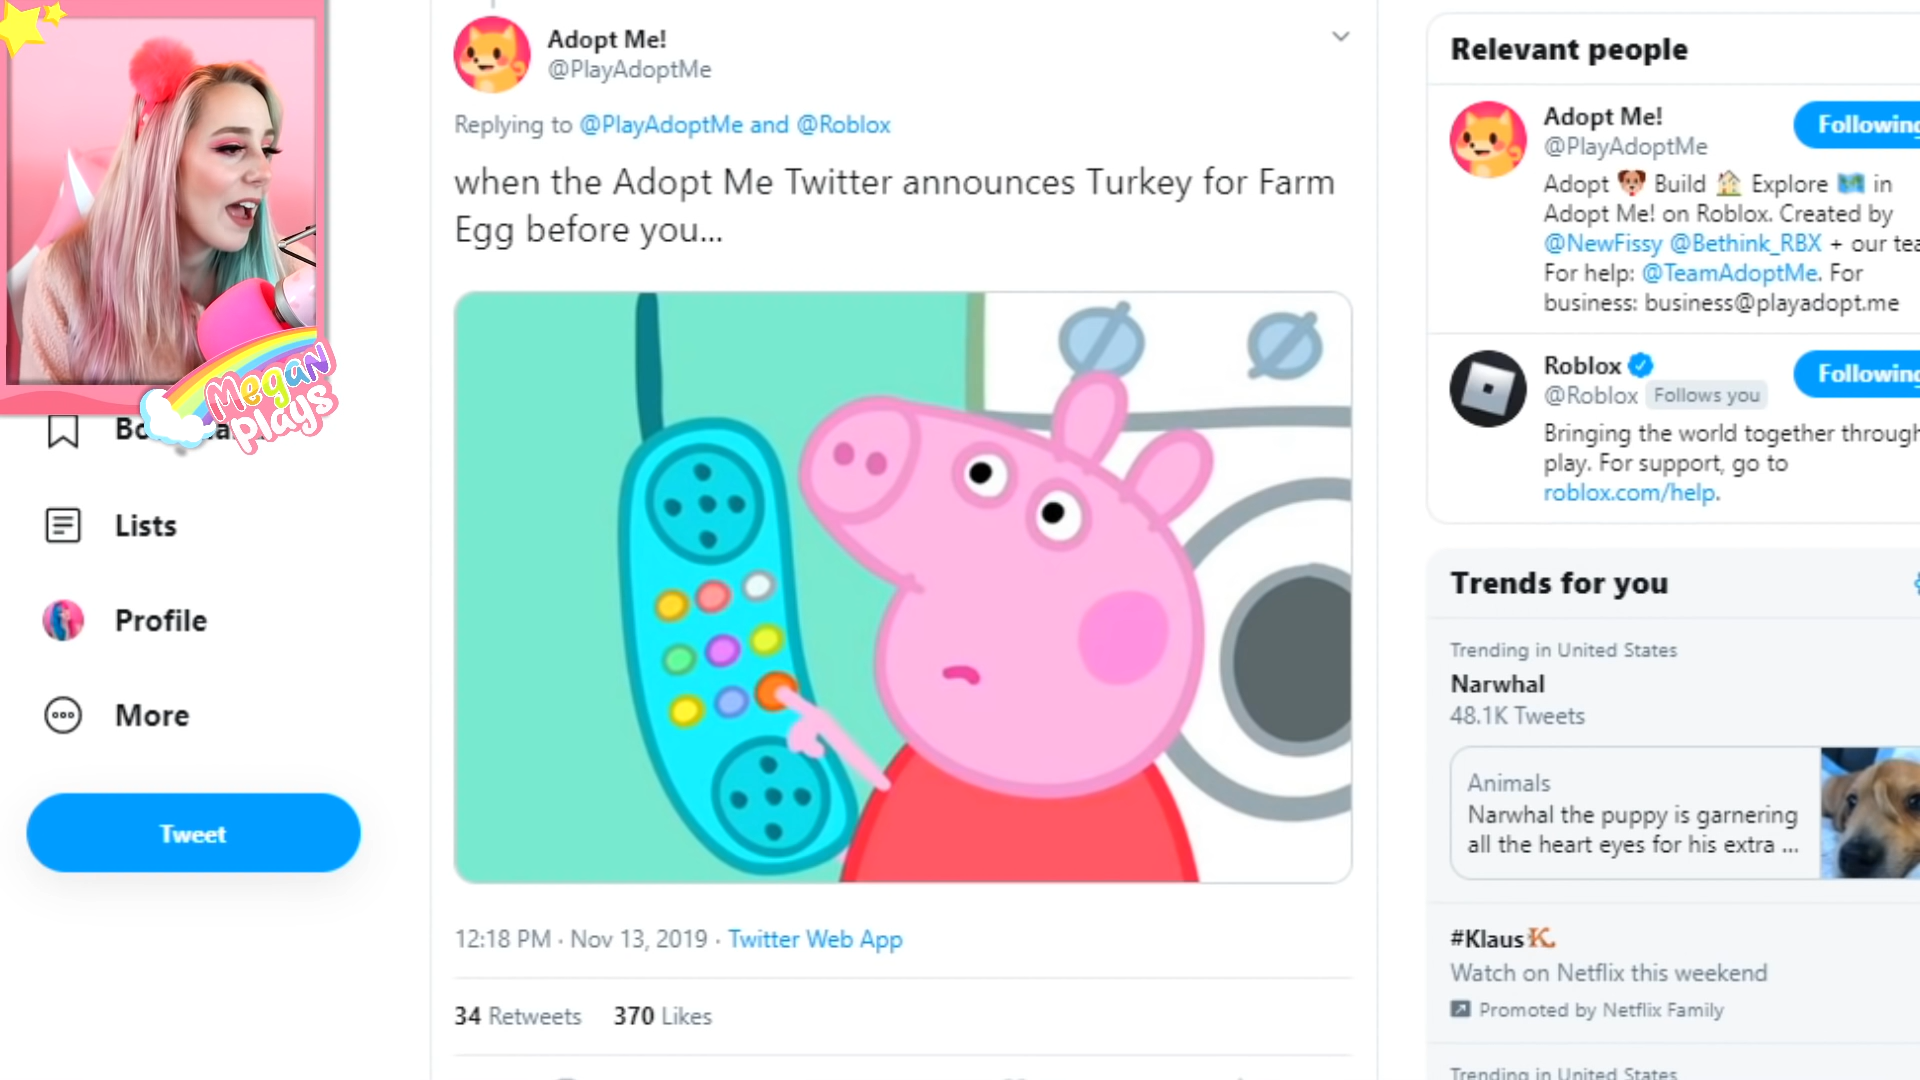 Megan
Plays
Lists
Profile
More
Tweet
Adopt Me!
@PlayAdoptMe
Replying to @PlayAdoptMe and @Roblox
when the Adopt Me Twitter announces Turkey for Farm
Egg before you...
12:18 PM · Nov 13, 2019 · Twitter Web App
34 Retweets 370 Likes
Relevant people
Adopt Me!
@PlayAdoptMe
Following
Adopt 🐶 Build 🏠 Explore 🗺️ in
Adopt Me! on Roblox. Created by
@NewFissy @Bethink_RBX + our
For help: @TeamAdoptMe. For
business: business@playadopt.me
Roblox
@Roblox Follows you
Following
Bringing the world together through
play. For support, go to
roblox.com/help.
Trends for you
Trending in United States
Narwhal
48.1K Tweets
Animals
Narwhal the puppy is garnering
all the heart eyes for his extra ...
#Klaus
Watch on Netflix this weekend
Promoted by Netflix Family
Trending in United States